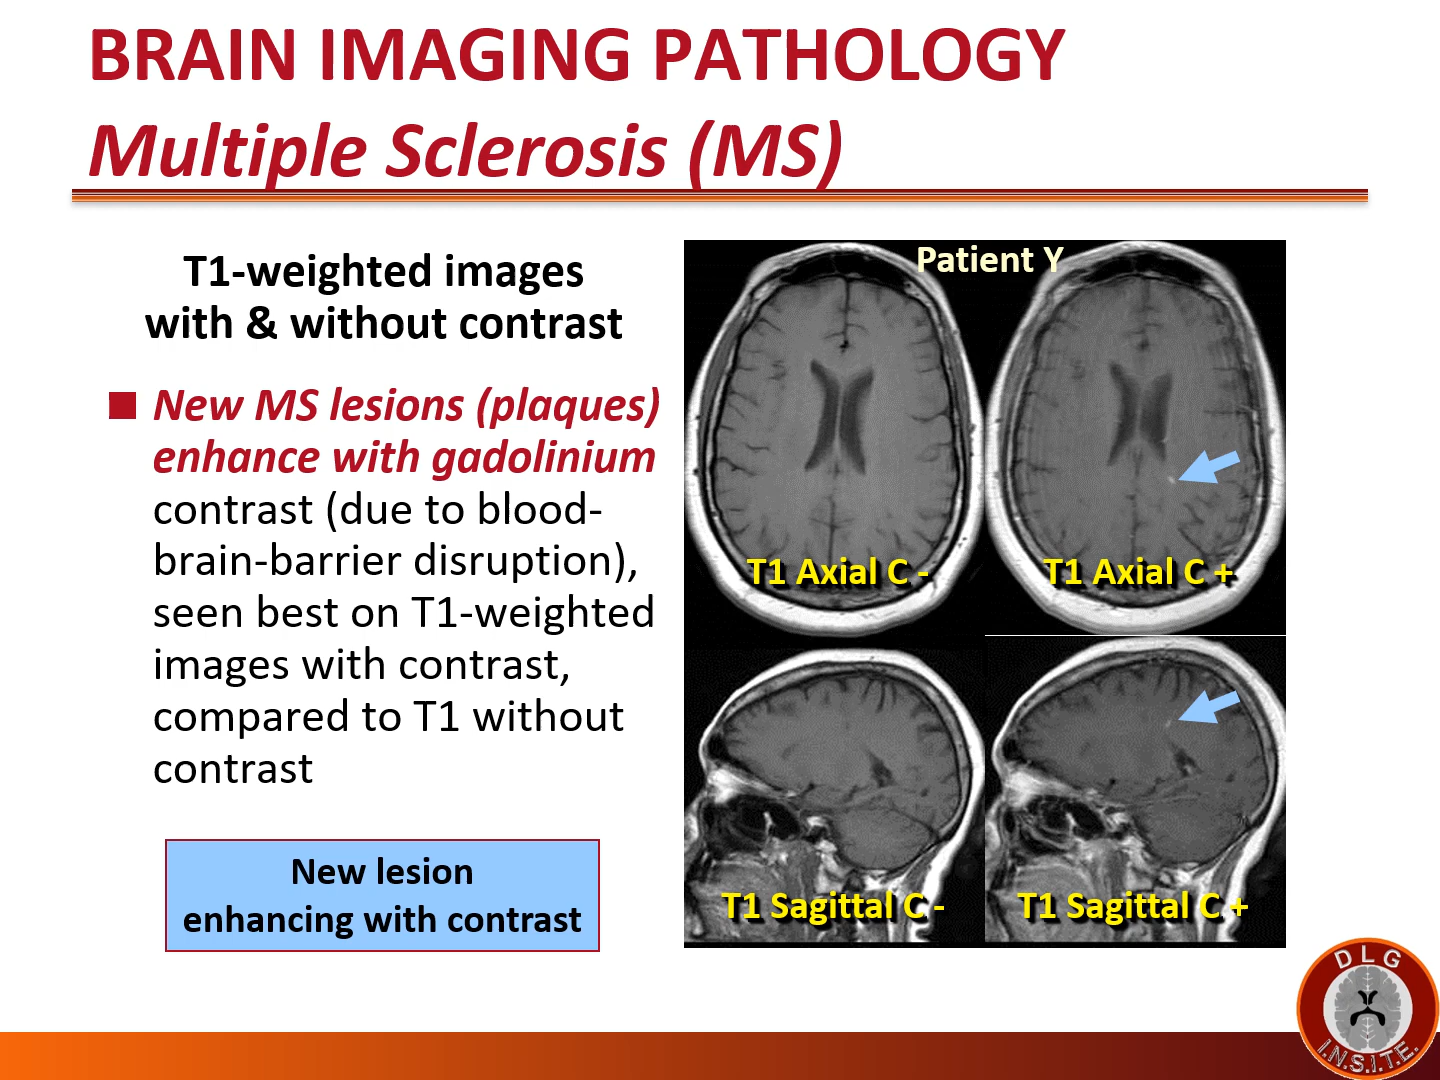 BRAIN IMAGING PATHOLOGY
Multiple Sclerosis (MS)
T1-weighted images
with & without contrast
New MS lesions (plaques)
enhance with gadolinium
contrast (due to blood-
brain-barrier disruption),
seen best on T1-weighted
images with contrast,
compared to T1 without
contrast
New lesion
enhancing with contrast
Patient Y
T1 Axial C -
T1 Axial C +
T1 Sagittal C -
T1 Sagittal C +
DLG
I.N.S.I.T.E.